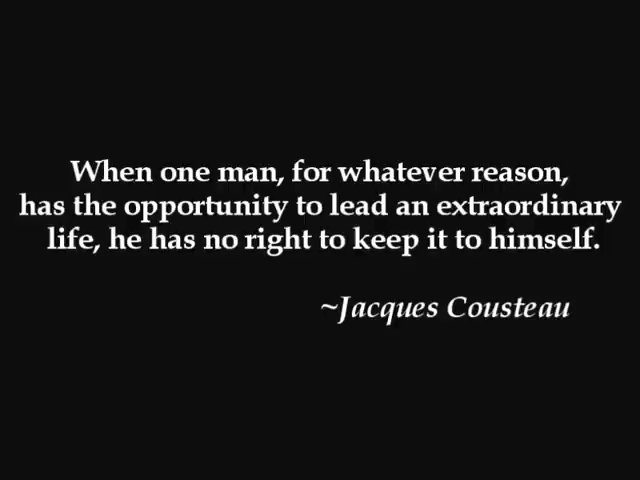 When one man, for whatever reason,
has the opportunity to lead an extraordinary
life, he has no right to keep it to himself.
~Jacques Cousteau